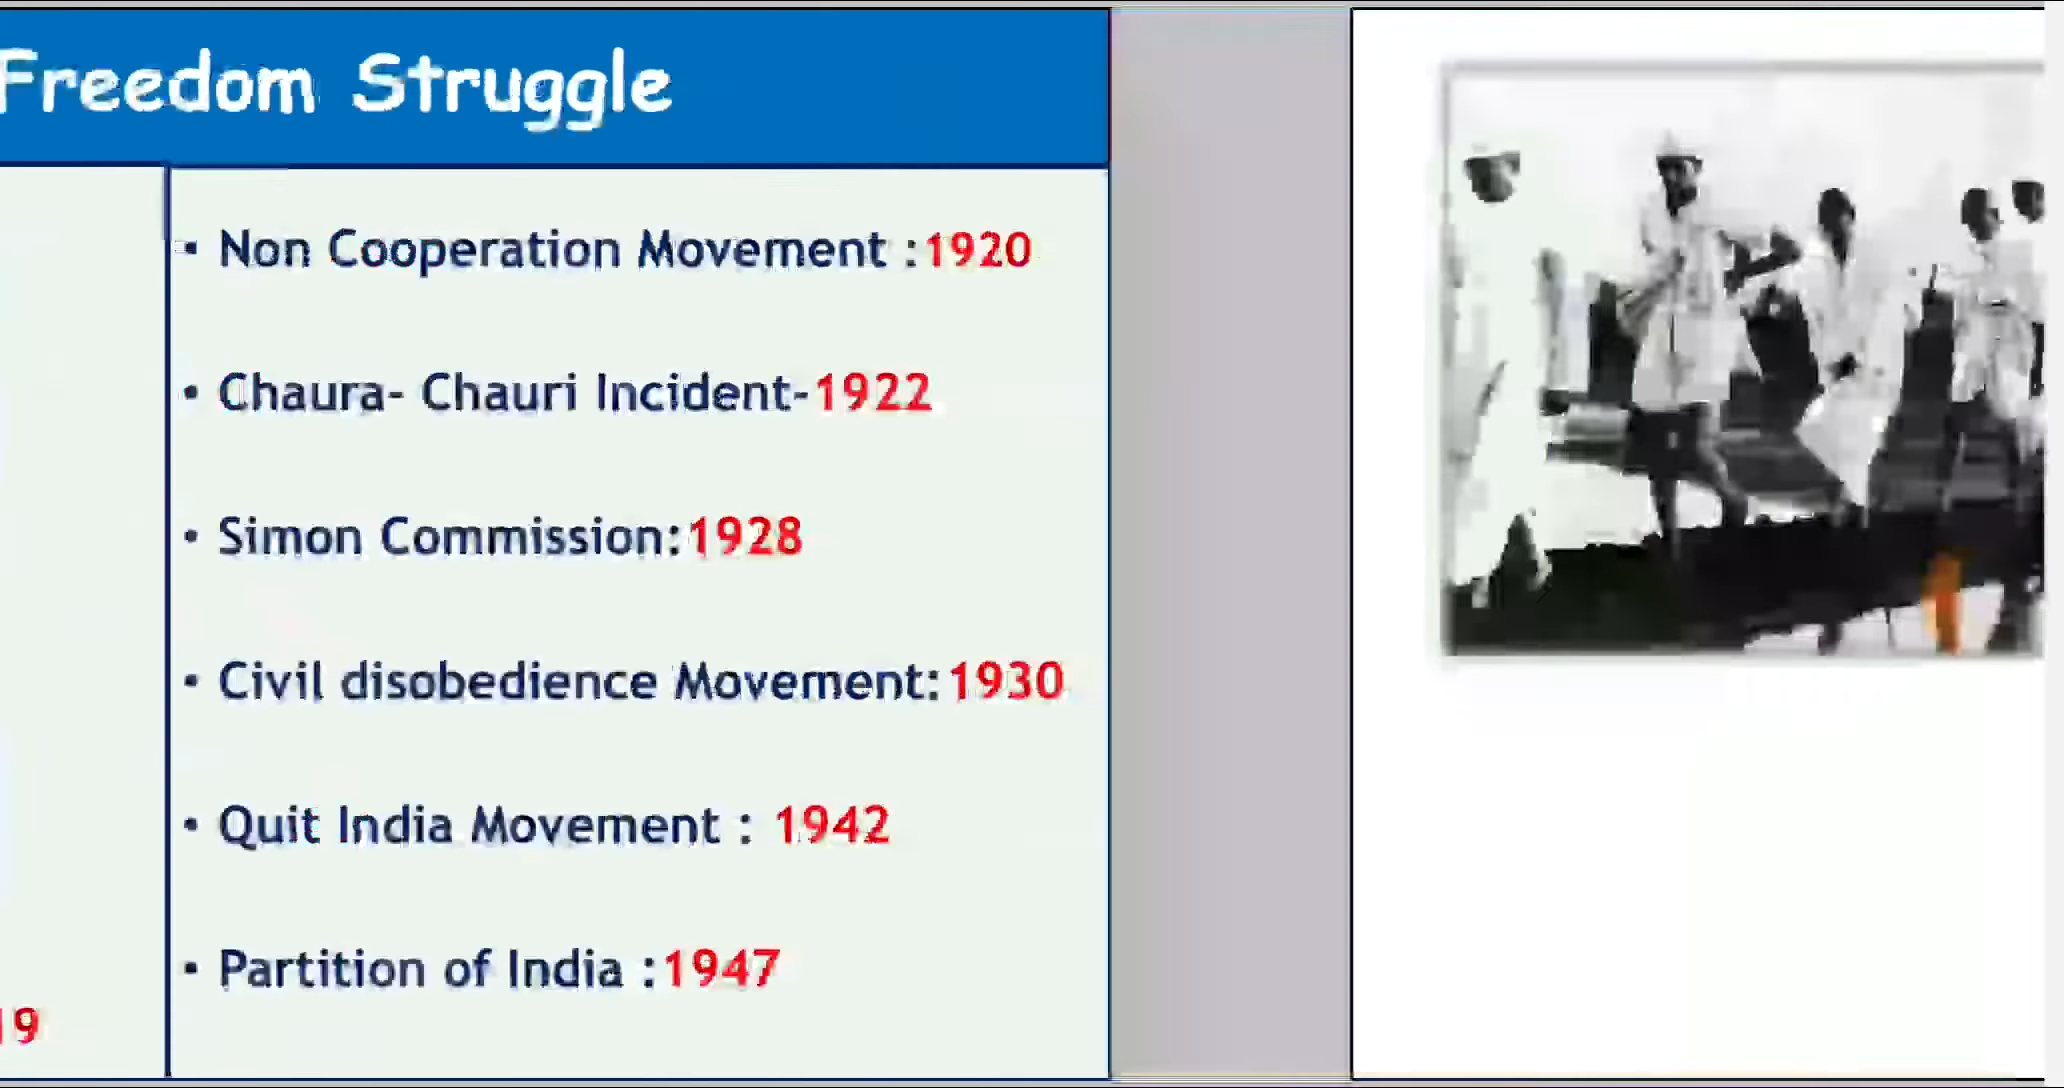 Freedom Struggle
• Non Cooperation Movement :1920
• Chaura- Chauri Incident-1922
• Simon Commission:1928
• Civil disobedience Movement:1930
• Quit India Movement : 1942
• Partition of India :1947
19